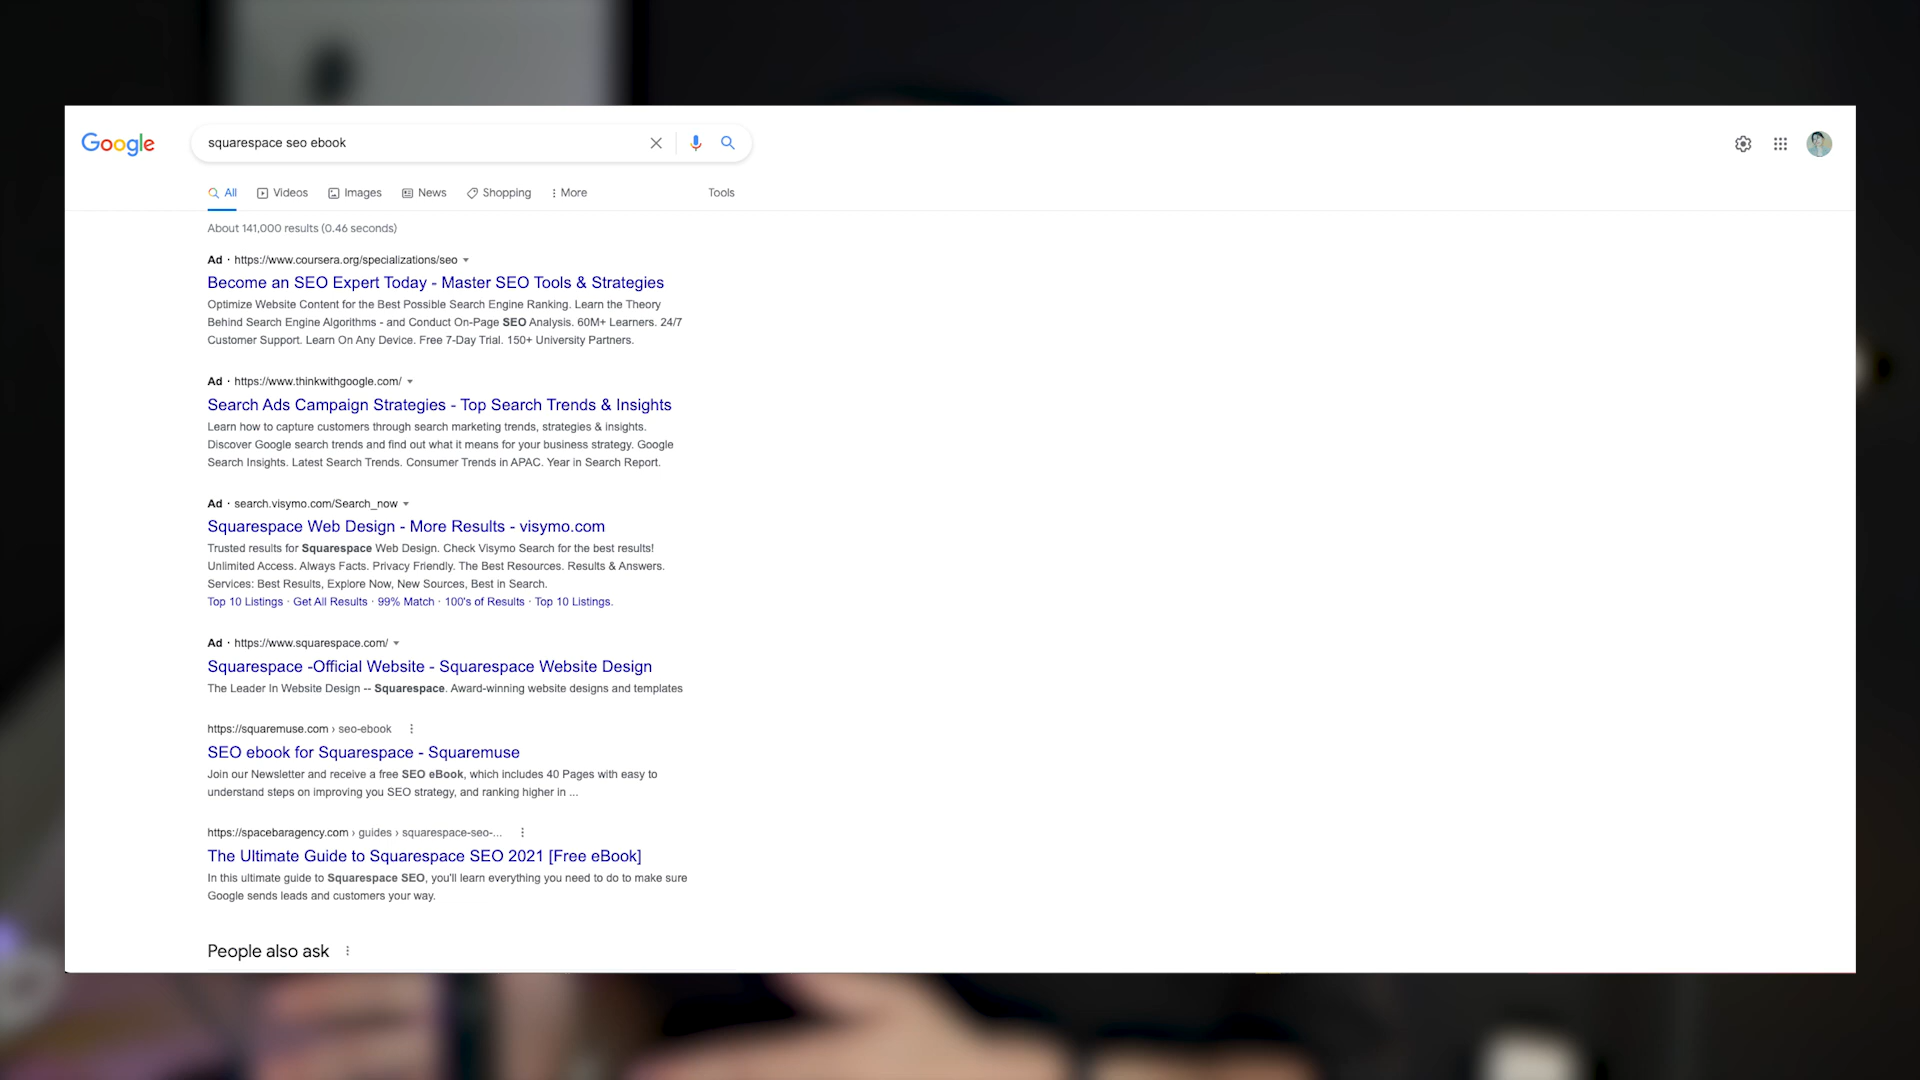 Google
squarespace seo ebook
All Videos Images News Shopping More Tools
About 141,000 results (0.46 seconds)
Ad · https://www.coursera.org/specializations/seo
Become an SEO Expert Today - Master SEO Tools & Strategies
Optimize Website Content for the Best Possible Search Engine Ranking. Learn the Theory
Behind Search Engine Algorithms - and Conduct On-Page SEO Analysis. 60M+ Learners. 24/7
Customer Support. Learn On Any Device. Free 7-Day Trial. 150+ University Partners.
Ad · https://www.thinkwithgoogle.com/
Search Ads Campaign Strategies - Top Search Trends & Insights
Learn how to capture customers through search marketing trends, strategies & insights.
Discover Google search trends and find out what it means for your business strategy. Google
Search Insights. Latest Search Trends. Consumer Trends in APAC. Year in Search Report.
Ad · search.visymo.com/Search_now
Squarespace Web Design - More Results - visymo.com
Trusted results for Squarespace Web Design. Check Visymo Search for the best results!
Unlimited Access. Always Facts. Privacy Friendly. The Best Resources. Results & Answers.
Services: Best Results, Explore Now, New Sources, Best in Search.
Top 10 Listings · Get All Results · 99% Match · 100's of Results · Top 10 Listings.
Ad · https://www.squarespace.com/
Squarespace -Official Website - Squarespace Website Design
The Leader In Website Design -- Squarespace. Award-winning website designs and templates
https://squaremuse.com › seo-ebook
SEO ebook for Squarespace - Squaremuse
Join our Newsletter and receive a free SEO eBook, which includes 40 Pages with easy to
understand steps on improving you SEO strategy, and ranking higher in ...
https://spacebaragency.com › guides › squarespace-seo-...
The Ultimate Guide to Squarespace SEO 2021 [Free eBook]
In this ultimate guide to Squarespace SEO, you'll learn everything you need to do to make sure
Google sends leads and customers your way.
People also ask